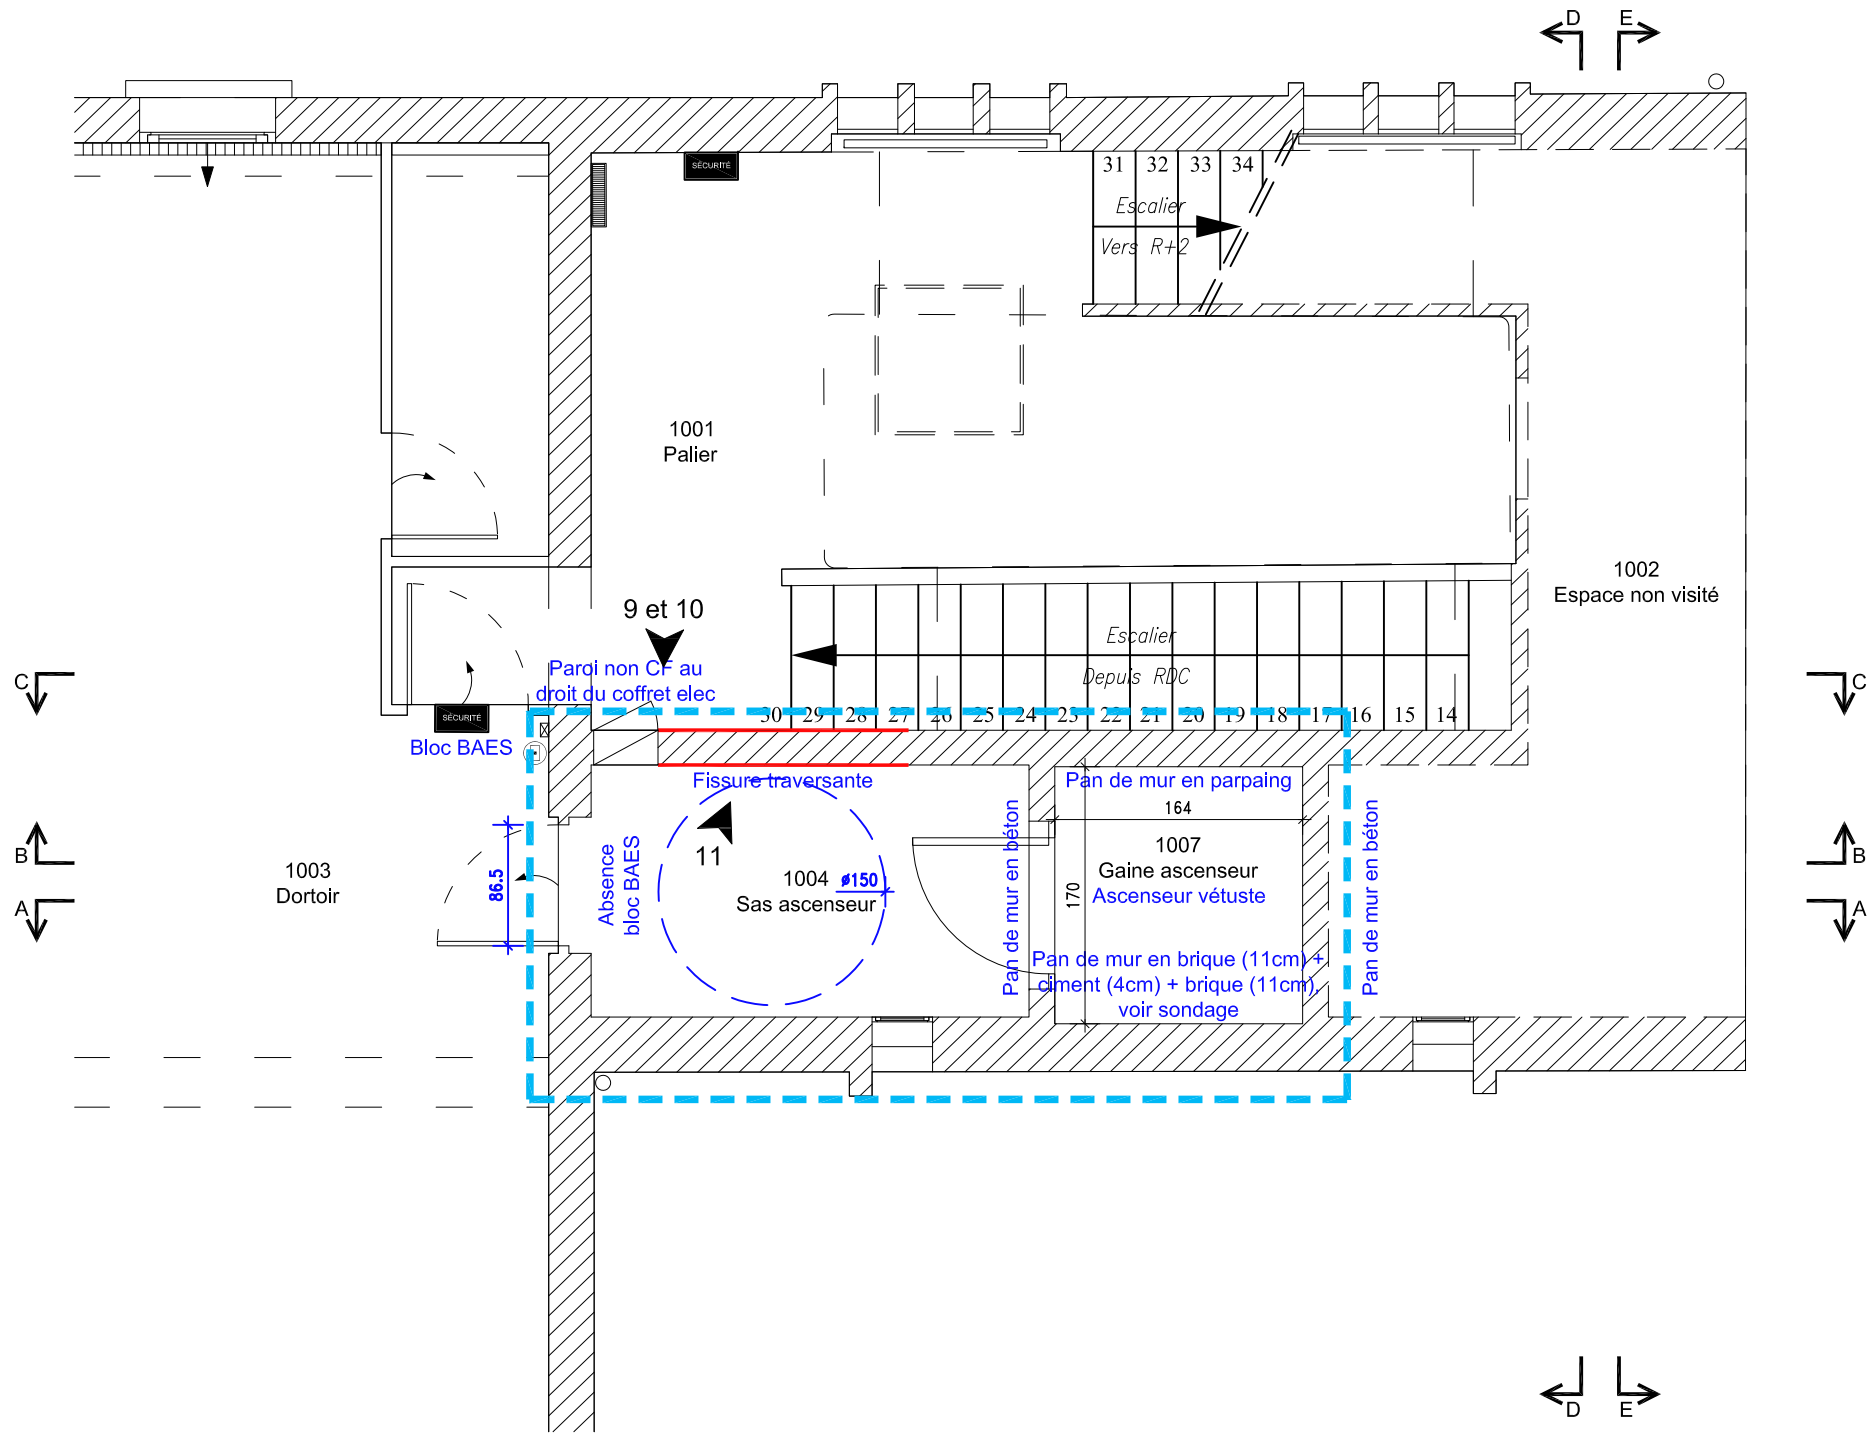 D E
SÉCURITÉ
31 32 33 34
Escalier
Vers R+2
1001
Palier
1002
Espace non visité
9 et 10
Escalier
Depuis RDC
Paroi non CF au
droit du coffret elec
C
C
SÉCURITÉ
30 29 28 27 26 25 24 23 22 21 20 19 18 17 16 15 14
Bloc BAES
Fissure traversante
Pan de mur en parpaing
164
B
B
11
1003
Dortoir
86.5
Absence
bloc BAES
1004
Sas ascenseur
ø150
Pan de mur en béton
170
1007
Gaine ascenseur
Ascenseur vétuste
Pan de mur en béton
A
A
Pan de mur en brique (11cm) +
ciment (4cm) + brique (11cm),
voir sondage
D E